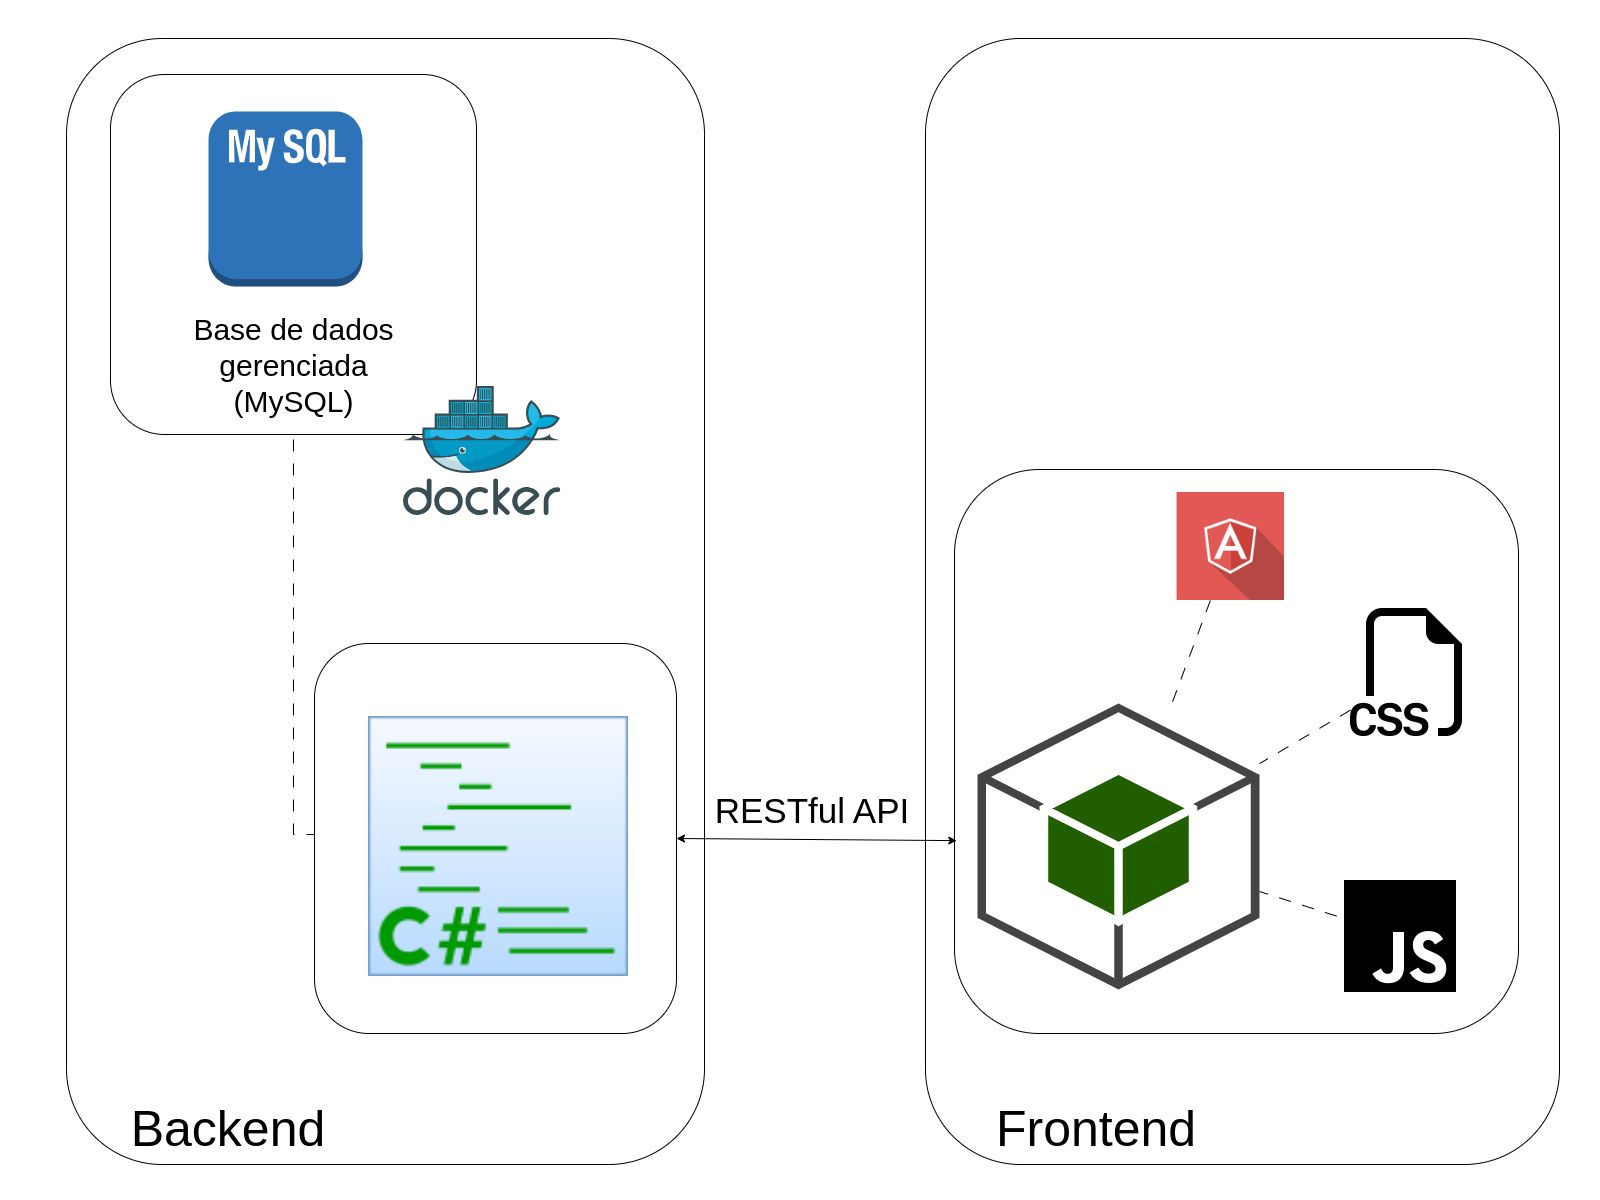 My SQL
Base de dados
gerenciada
(MySQL)
docker
A
CSS
RESTful API
C#
JS
Backend
Frontend